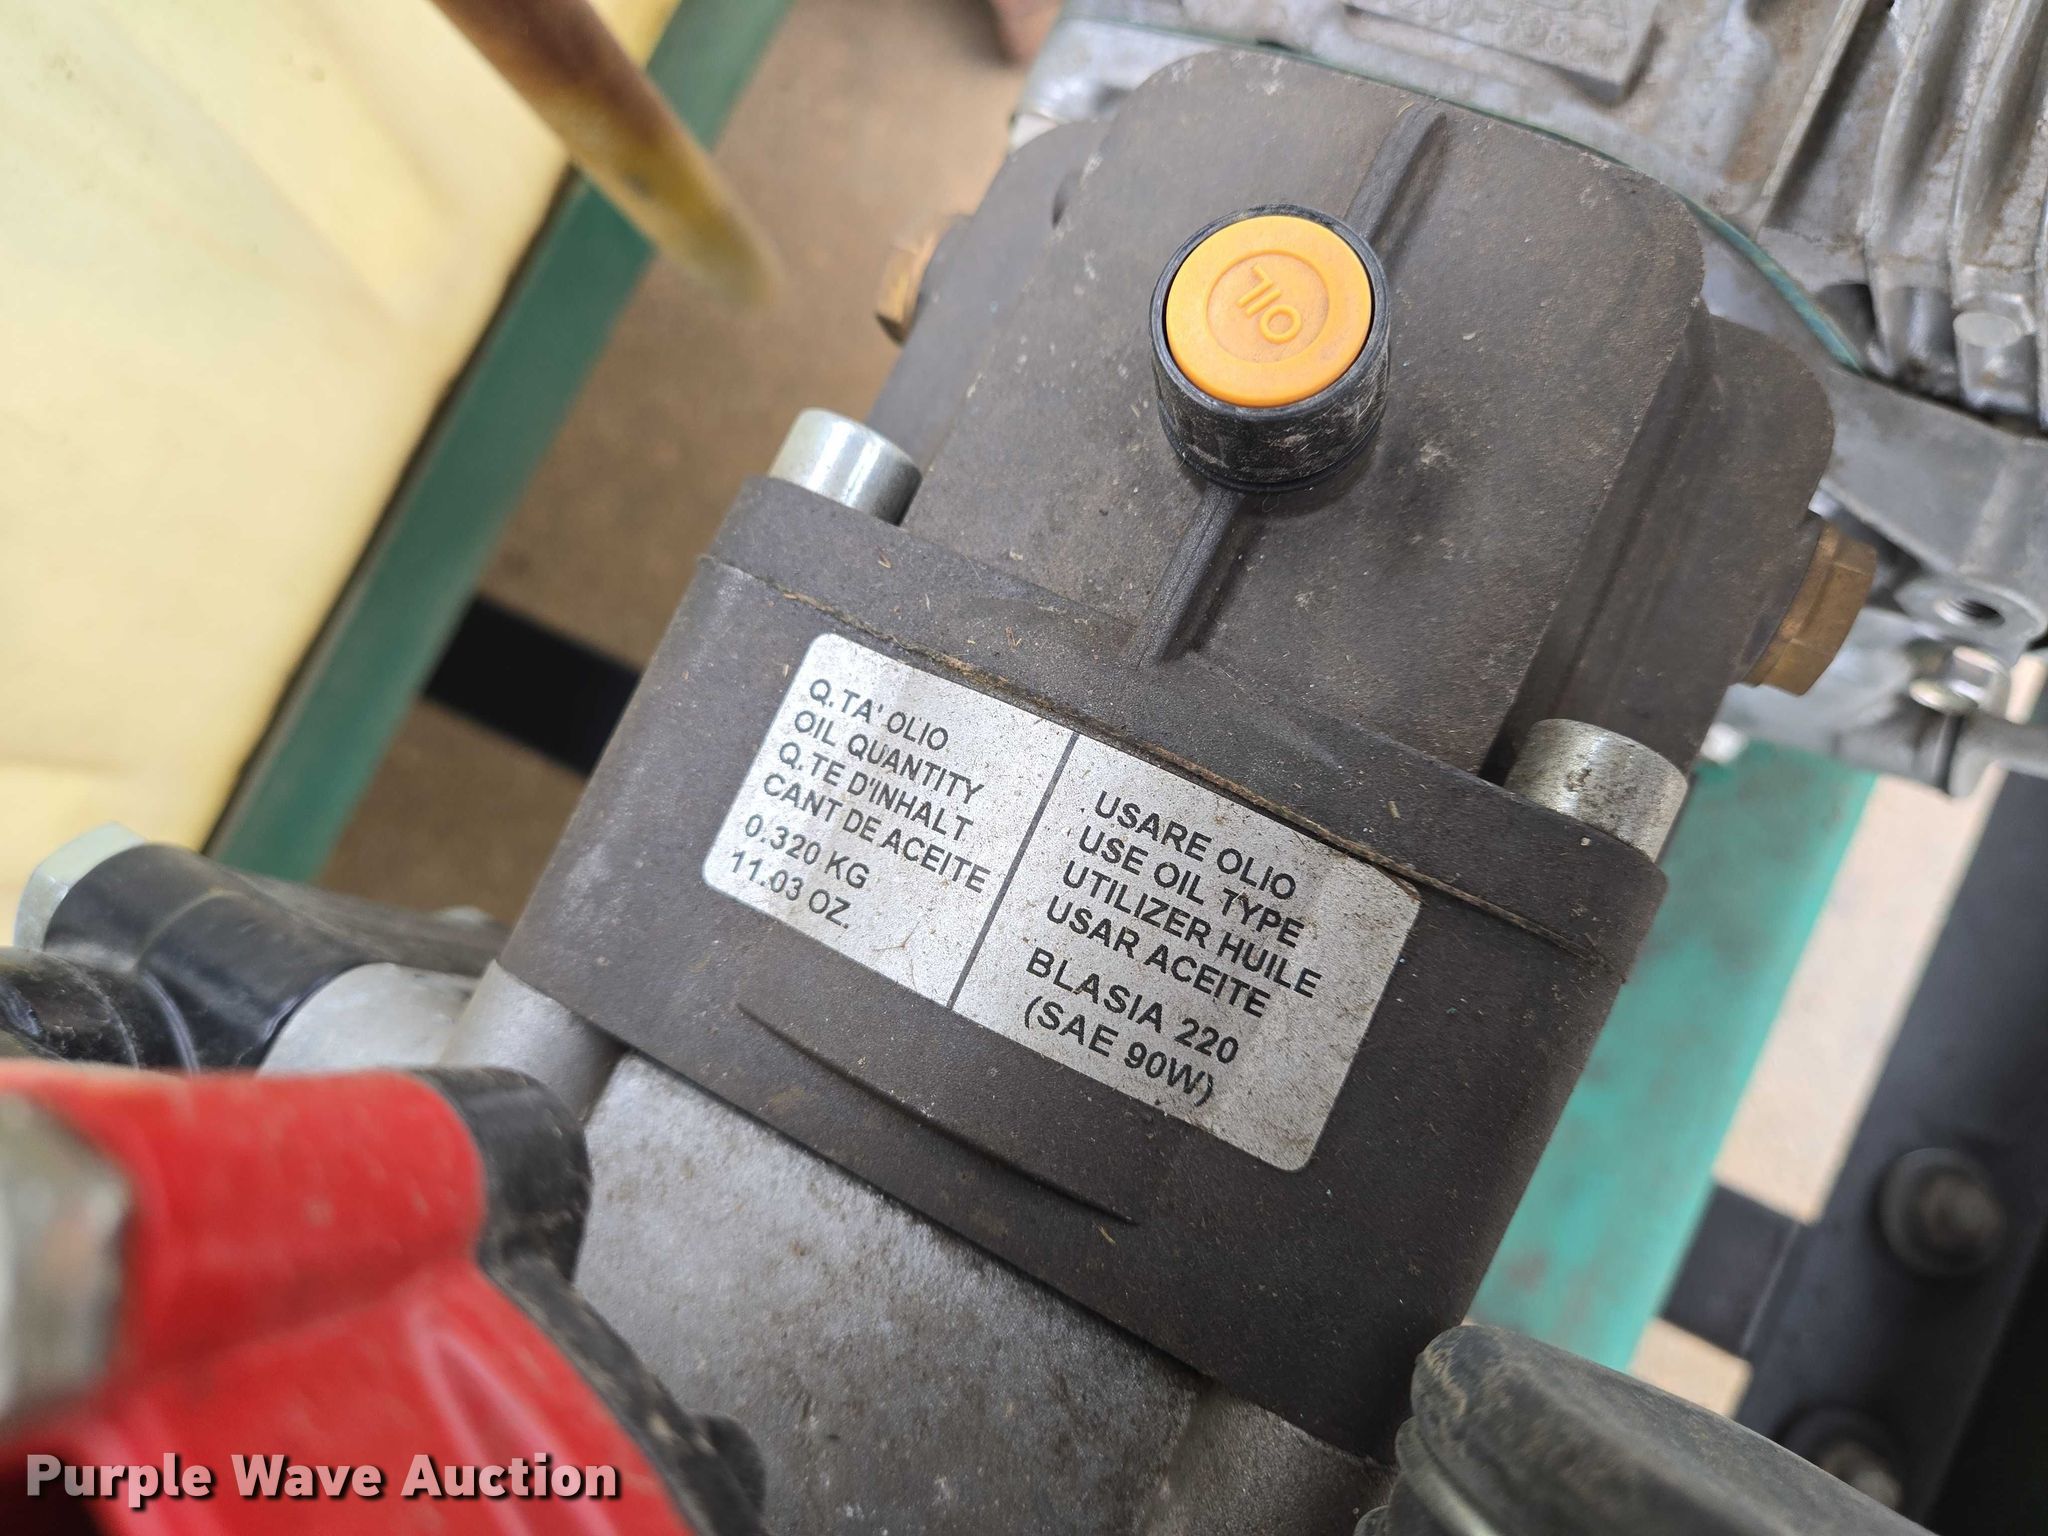 OIL
Q.TA' OLIO
OIL QUANTITY
Q.TE D'INHALT
CANT DE ACEITE
0.320 KG
11.03 OZ.
USARE OLIO
USE OIL TYPE
UTILIZER HUILE
USAR ACEITE
BLASIA 220
(SAE 90W)
Purple Wave Auction